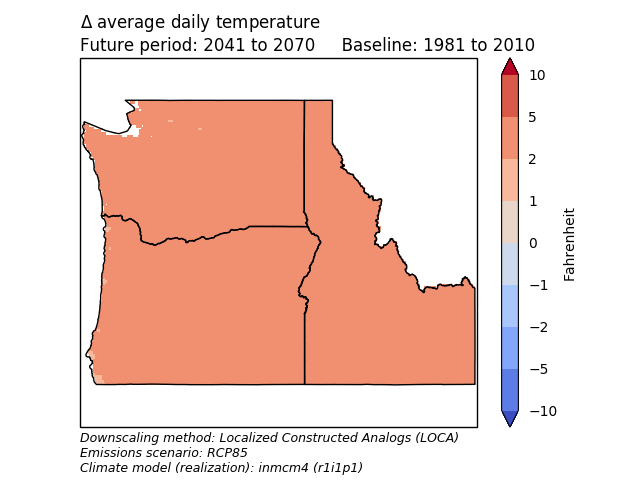 Δ average daily temperature
Future period: 2041 to 2070     Baseline: 1981 to 2010
10
5
2
1
0
−1
−2
−5
−10
Fahrenheit
Downscaling method: Localized Constructed Analogs (LOCA)
Emissions scenario: RCP85
Climate model (realization): inmcm4 (r1i1p1)